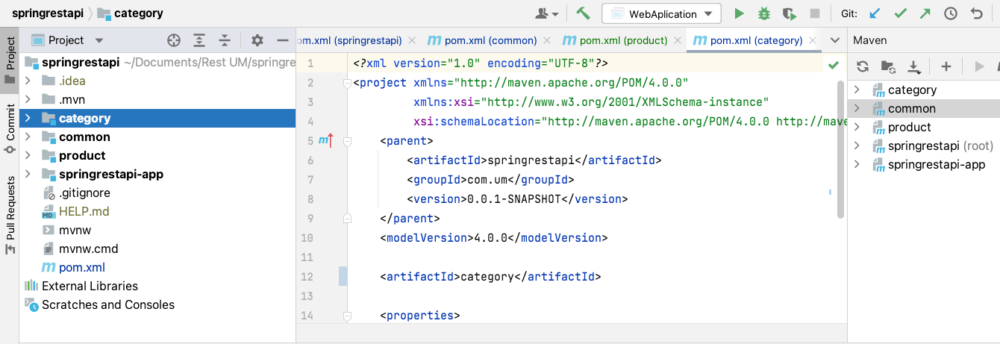 springrestapi category
WebAplication
Git:
Project
Commit
Pull Requests
Project
springrestapi ~/Documents/Rest UM/springre
.idea
.mvn
category
common
product
springrestapi-app
.gitignore
HELP.md
mvnw
mvnw.cmd
pom.xml
External Libraries
Scratches and Consoles
om.xml (springrestapi)
pom.xml (common)
pom.xml (product)
pom.xml (category)
1 <?xml version="1.0" encoding="UTF-8"?>
2 <project xmlns="http://maven.apache.org/POM/4.0.0"
3 xmlns:xsi="http://www.w3.org/2001/XMLSchema-instance"
4 xsi:schemaLocation="http://maven.apache.org/POM/4.0.0 http://mave
5 <parent>
6 <artifactId>springrestapi</artifactId>
7 <groupId>com.um</groupId>
8 <version>0.0.1-SNAPSHOT</version>
9 </parent>
10 <modelVersion>4.0.0</modelVersion>
11
12 <artifactId>category</artifactId>
13
14 <properties>
Maven
category
common
product
springrestapi (root)
springrestapi-app